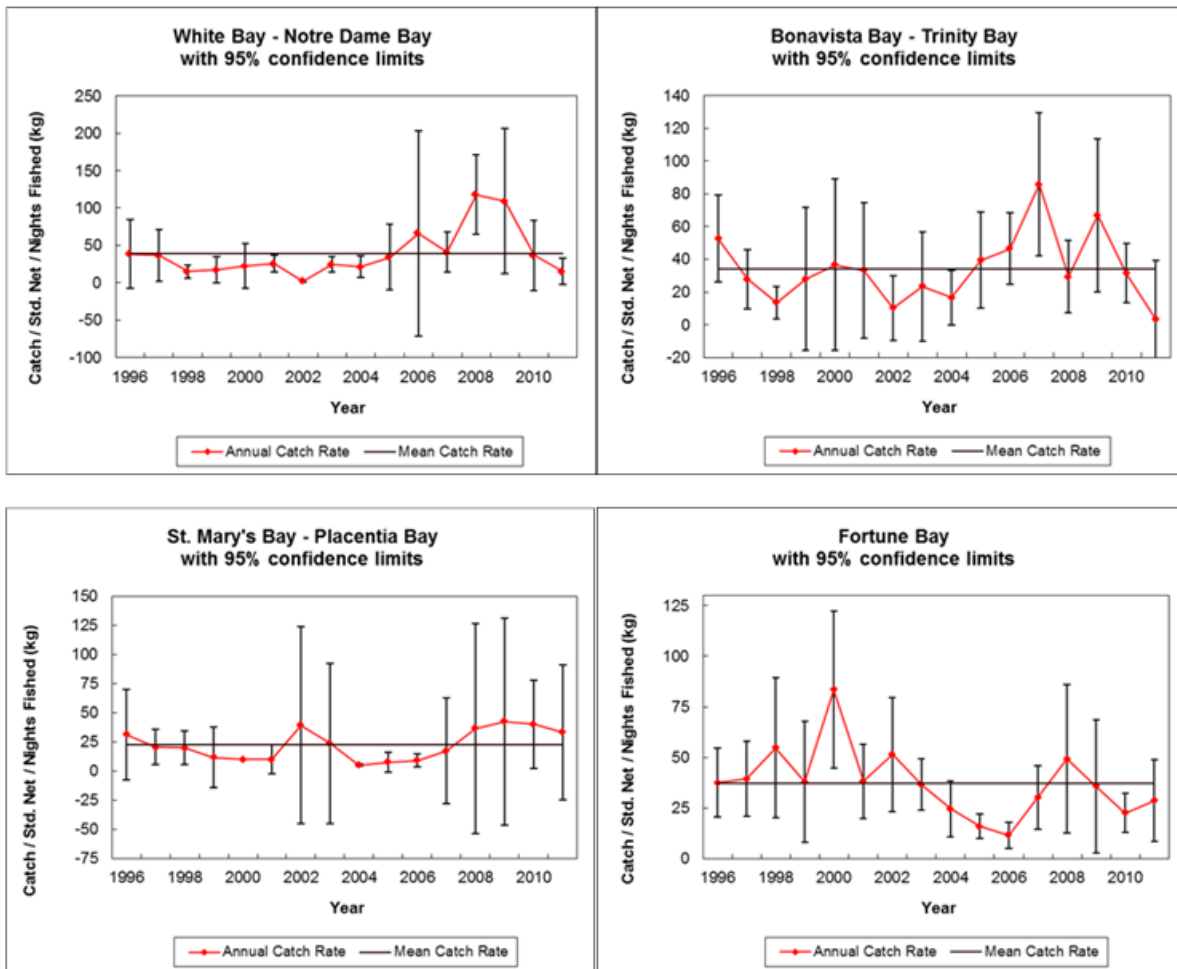 White Bay - Notre Dame Bay
with 95% confidence limits
Catch / Std. Net / Nights Fished (kg)
250
200
150
100
50
0
-50
-100
1996 1998 2000 2002 2004 2006 2008 2010
Year
Annual Catch Rate Mean Catch Rate
Bonavista Bay - Trinity Bay
with 95% confidence limits
Catch / Std. Net / Nights Fished (kg)
140
120
100
80
60
40
20
0
-20
1996 1998 2000 2002 2004 2006 2008 2010
Year
Annual Catch Rate Mean Catch Rate
St. Mary's Bay - Placentia Bay
with 95% confidence limits
Catch / Std. Net / Nights Fished (kg)
150
125
100
75
50
25
0
-25
-50
-75
1996 1998 2000 2002 2004 2006 2008 2010
Year
Annual Catch Rate Mean Catch Rate
Fortune Bay
with 95% confidence limits
Catch / Std. Net / Nights Fished (kg)
125
100
75
50
25
0
1996 1998 2000 2002 2004 2006 2008 2010
Year
Annual Catch Rate Mean Catch Rate